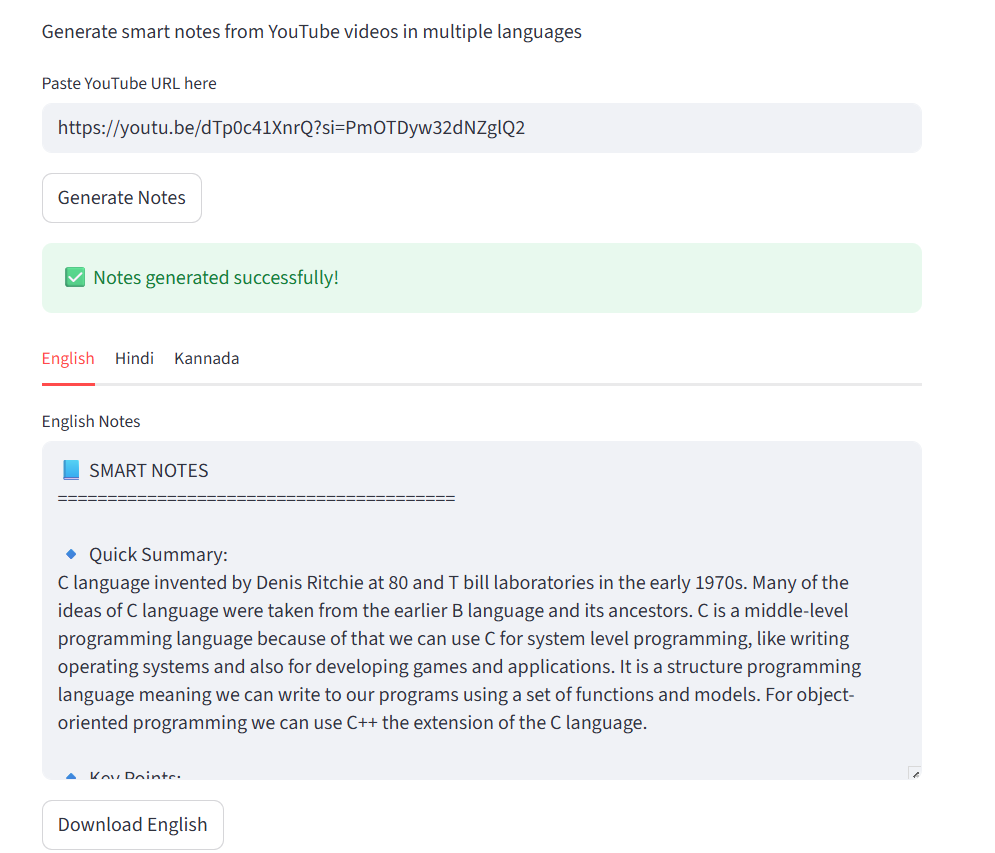 Generate smart notes from YouTube videos in multiple languages
Paste YouTube URL here
https://youtu.be/dTp0c41XnrQ?si=PmOTDyw32dNZglQ2
Generate Notes
✅ Notes generated successfully!
English Hindi Kannada
English Notes
📘 SMART NOTES
========================================
🔹 Quick Summary:
C language invented by Denis Ritchie at 80 and T bill laboratories in the early 1970s. Many of the
ideas of C language were taken from the earlier B language and its ancestors. C is a middle-level
programming language because of that we can use C for system level programming, like writing
operating systems and also for developing games and applications. It is a structure programming
language meaning we can write to our programs using a set of functions and models. For object-
oriented programming we can use C++ the extension of the C language.
🔹 Key Points:
Download English